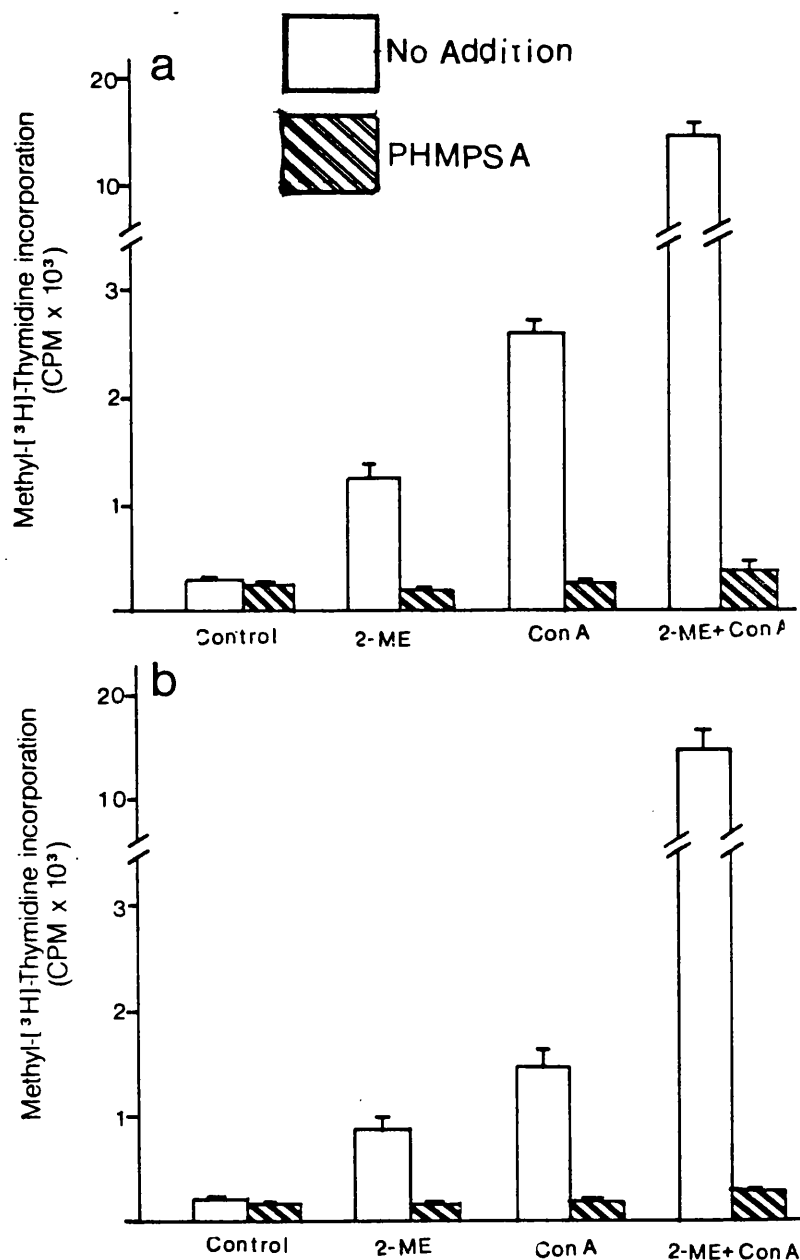 a
No Addition
PHMPSA
Methyl-[³H]-Thymidine incorporation
(CPM x 10³)
20
10
3
2
1
Control
2-ME
Con A
2-ME+Con A
b
Methyl-[³H]-Thymidine incorporation
(CPM x 10³)
20
10
3
2
1
Control
2-ME
Con A
2-ME+Con A